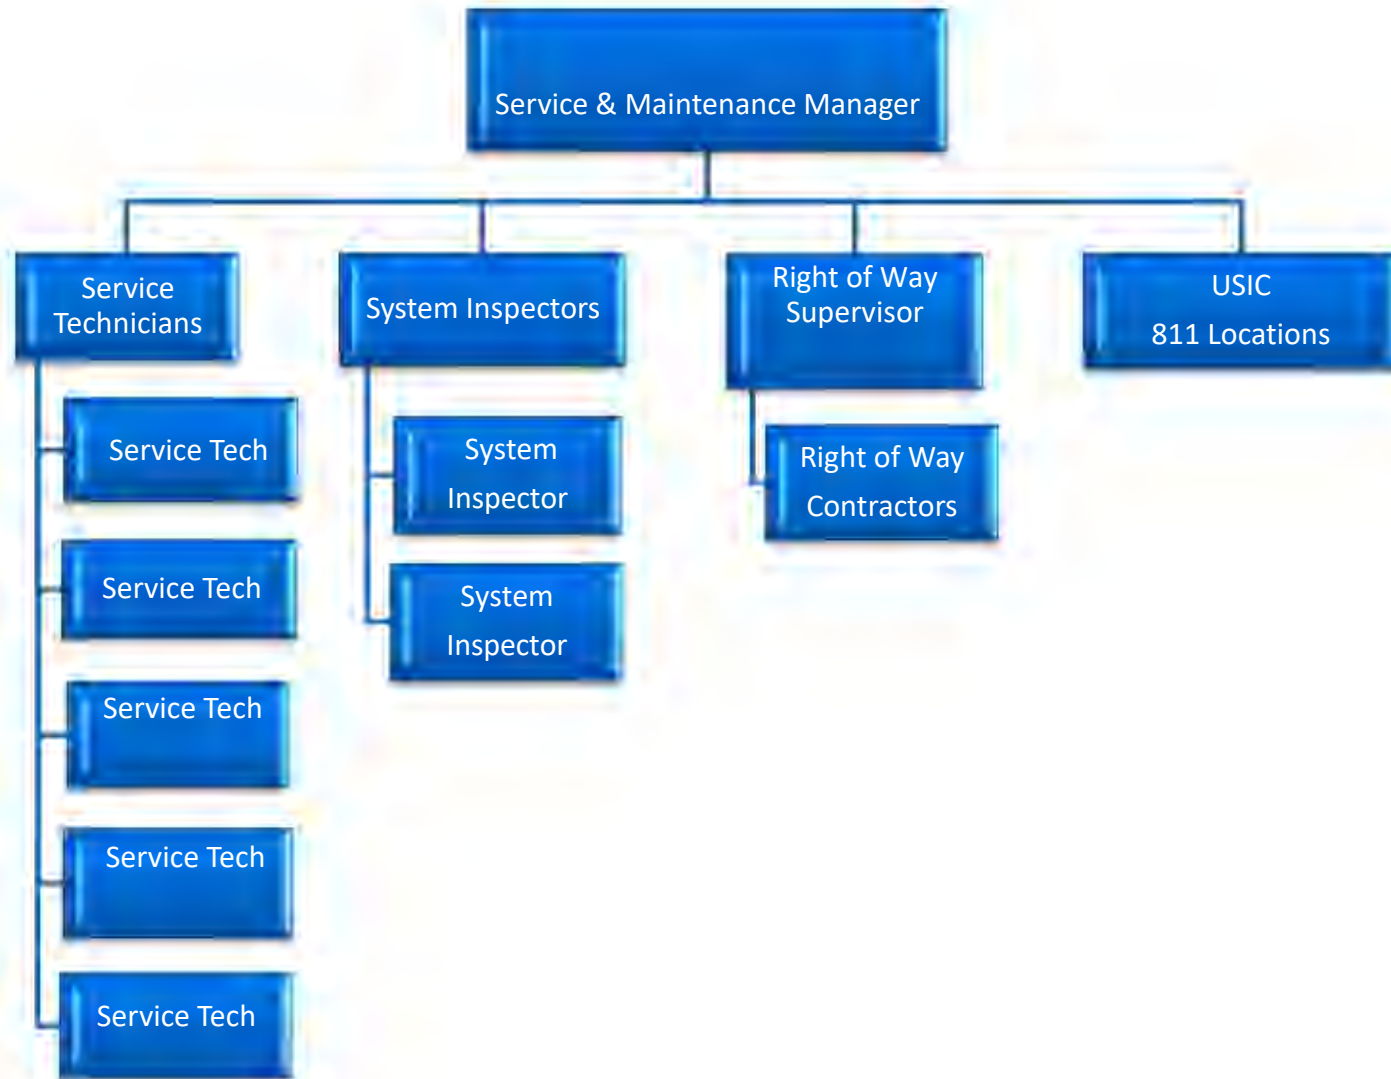 Service & Maintenance Manager
Service
Technicians
System Inspectors
Right of Way
Supervisor
USIC
811 Locations
Service Tech
Service Tech
Service Tech
Service Tech
Service Tech
System
Inspector
System
Inspector
Right of Way
Contractors